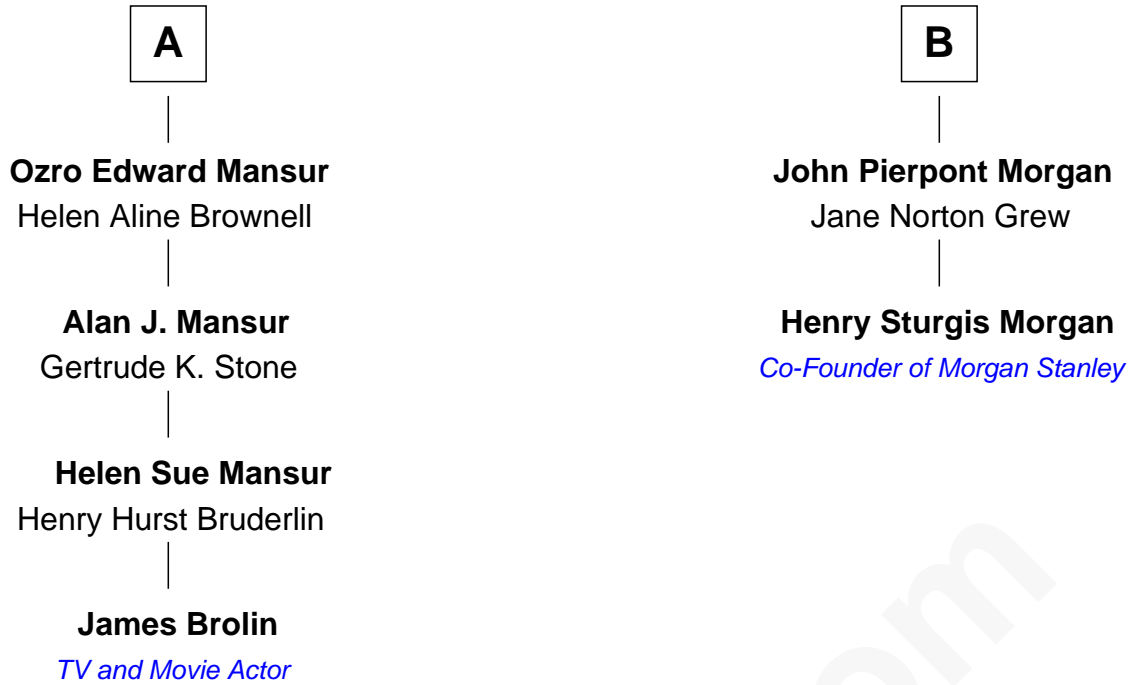 A
Ozro Edward Mansur
Helen Aline Brownell
Alan J. Mansur
Gertrude K. Stone
Helen Sue Mansur
Henry Hurst Bruderlin
James Brolin
TV and Movie Actor
B
John Pierpont Morgan
Jane Norton Grew
Henry Sturgis Morgan
Co-Founder of Morgan Stanley
om